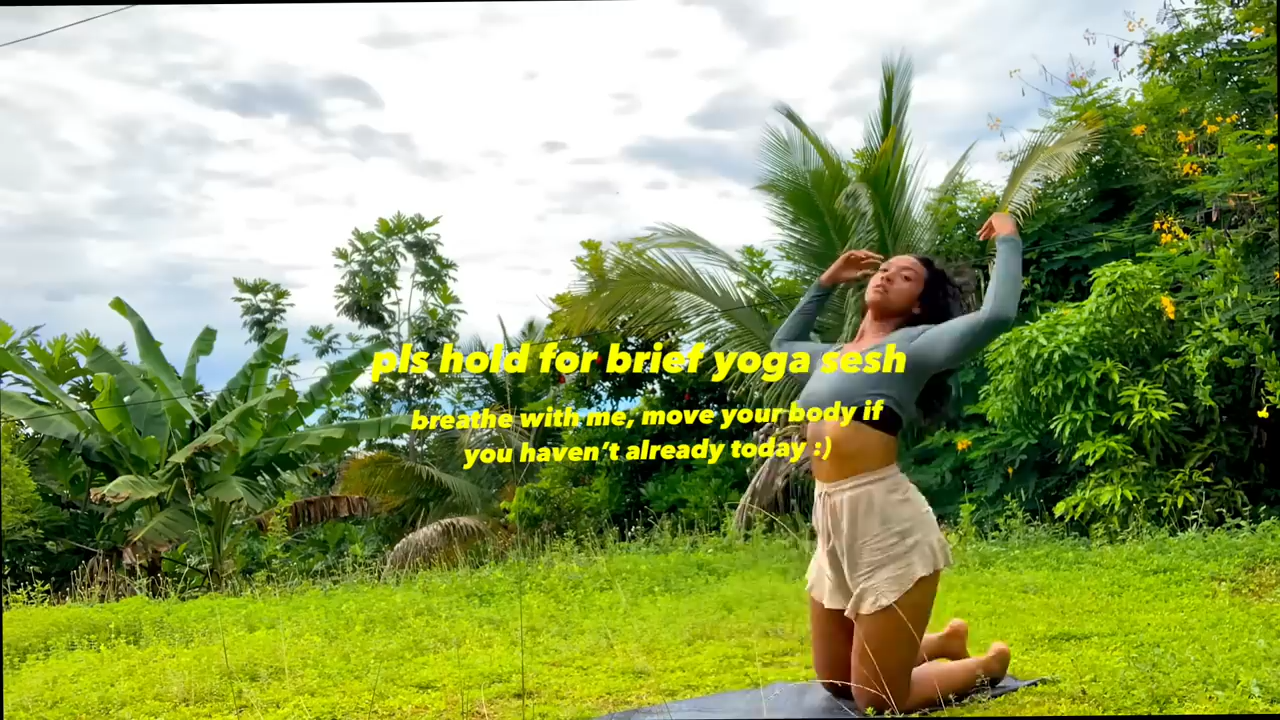 pls hold for brief yoga sesh
breathe with me, move your body if
you haven't already today :)